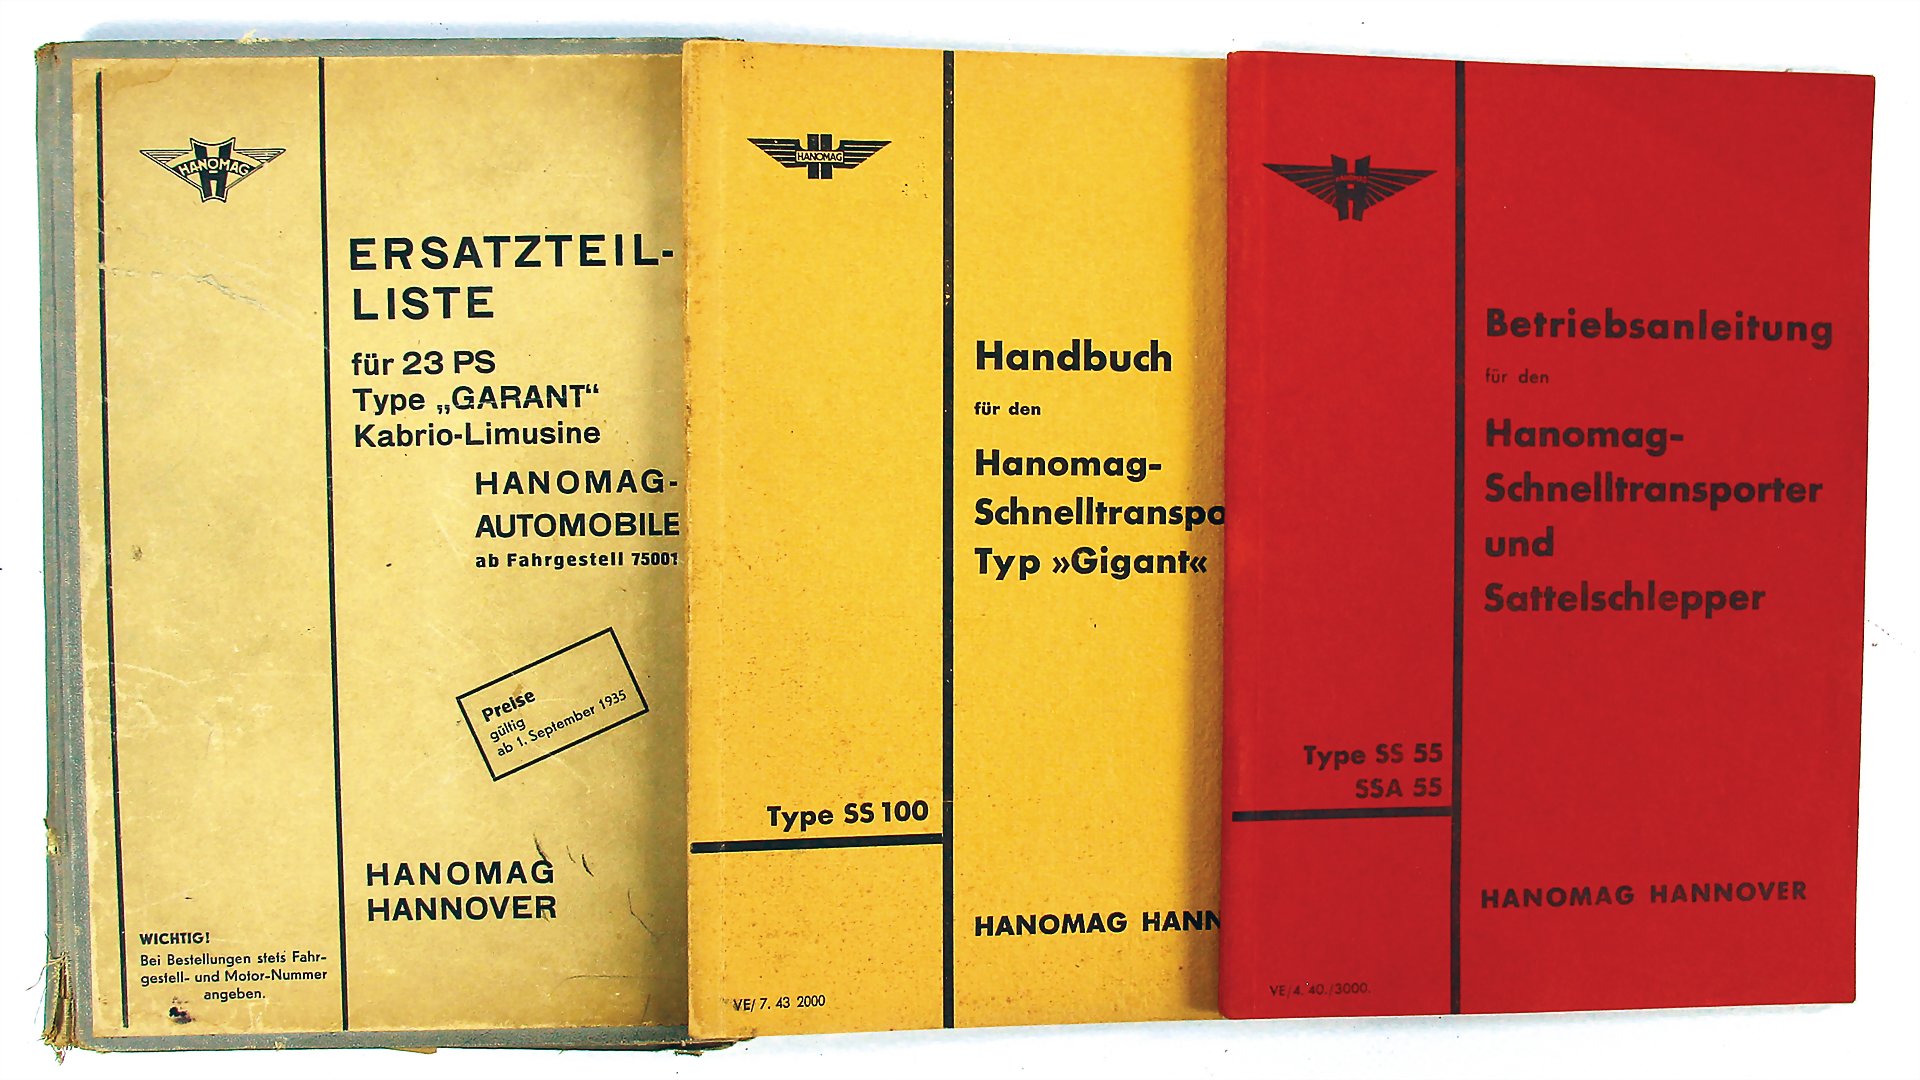 HANOMAG
ERSATZTEIL-
LISTE
für 23 PS
Type „GARANT“
Kabrio-Limusine
HANOMAG-
AUTOMOBILE
ab Fahrgestell 75001
Preise
gültig
ab 1. September 1935
HANOMAG
HANNOVER
WICHTIG!
Bei Bestellungen stets Fahr-
gestell- und Motor-Nummer
angeben.
HANOMAG
Handbuch
für den
Hanomag-
Schnelltranspo
Typ »Gigant«
Type SS 100
HANOMAG HANN
VE/ 7. 43 2000
HANOMAG
Betriebsanleitung
für den
Hanomag-
Schnelltransporter
und
Sattelschlepper
Type SS 55
SSA 55
HANOMAG HANNOVER
VE/4. 40./3000.